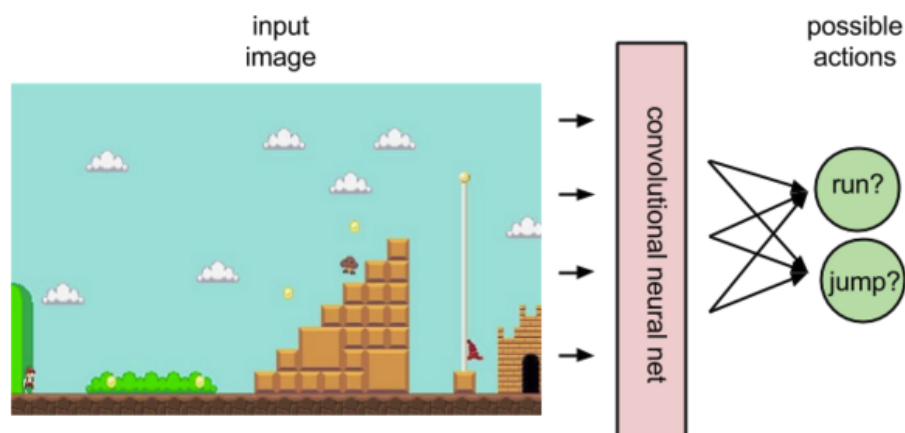 input
image
convolutional neural net
possible
actions
run?
jump?